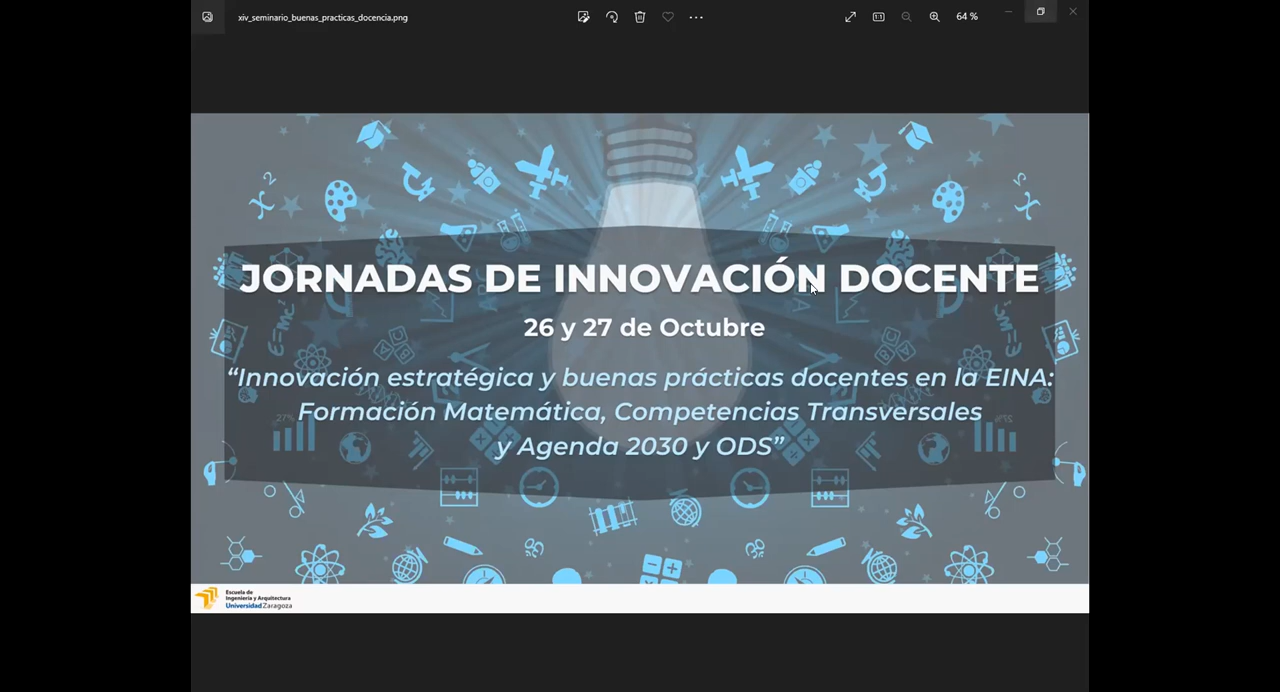 xiv_seminario_buenas_practicas_docencia.png
64 %
JORNADAS DE INNOVACIÓN DOCENTE
26 y 27 de Octubre
“Innovación estratégica y buenas prácticas docentes en la EINA:
Formación Matemática, Competencias Transversales
y Agenda 2030 y ODS”
Escuela de
Ingeniería y Arquitectura
Universidad Zaragoza